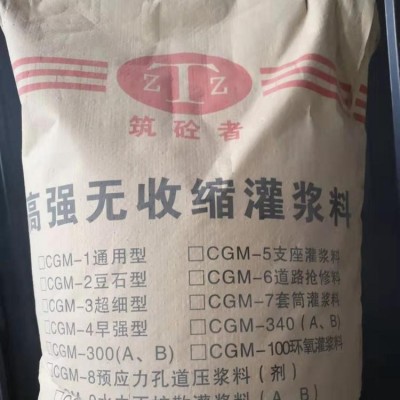 ZTZ
筑砼者
高强无收缩灌浆料
□CGM-1通用型 □CGM-5支座灌浆料
□CGM-2豆石型 □CGM-6道路抢修料
□CGM-3超细型 □CGM-7套筒灌浆料
□CGM-4早强型 □CGM-340(A、B)
□CGM-300(A、B) □CGM-100环氧灌浆料
□CGM-8预应力孔道压浆料(剂)
灌浆料(A、B)